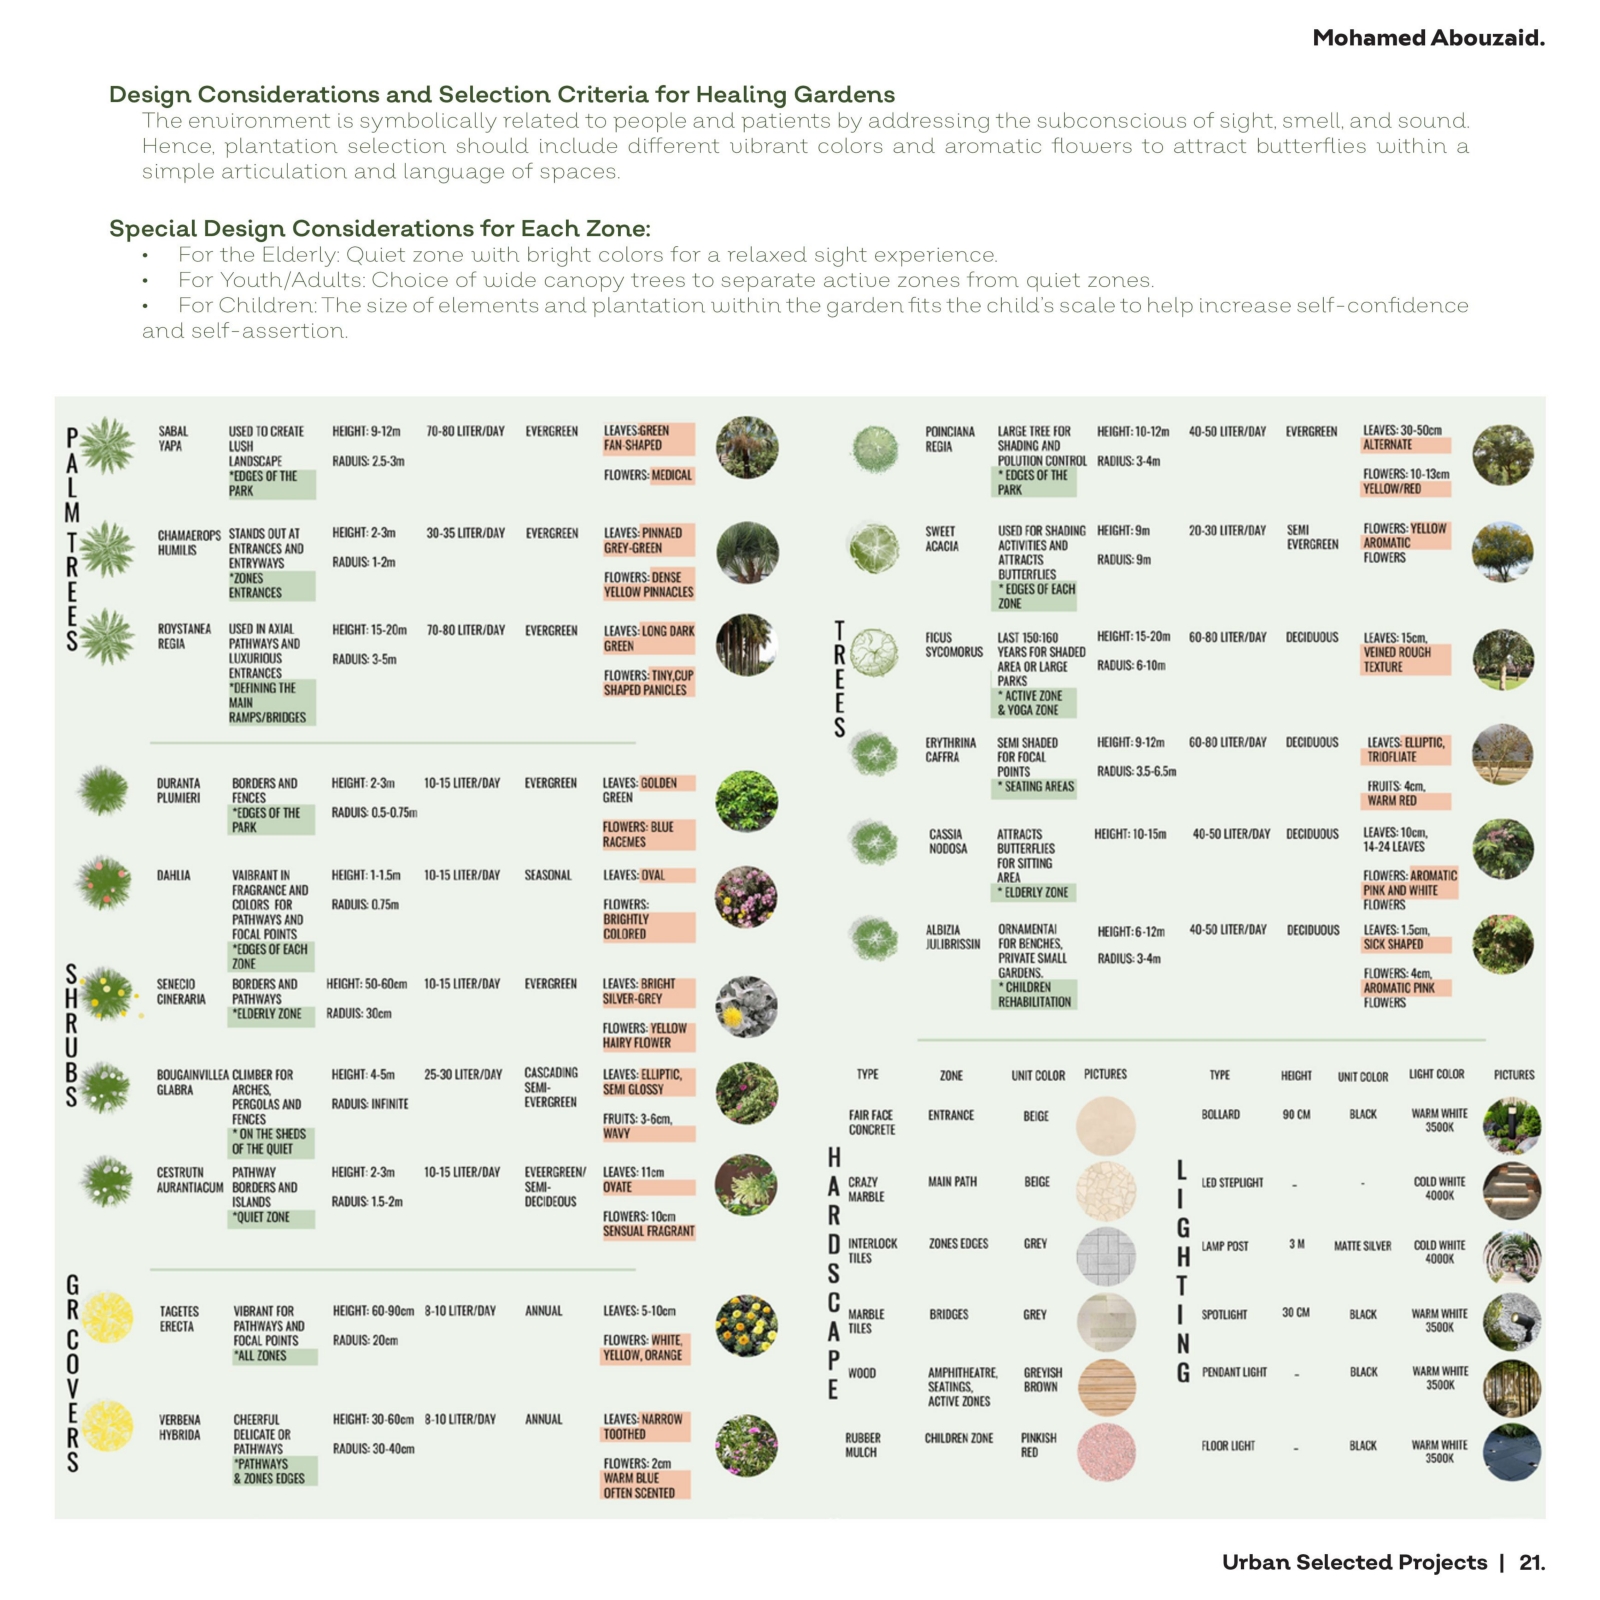 Mohamed Abouzaid.
Design Considerations and Selection Criteria for Healing Gardens
The environment is symbolically related to people and patients by addressing the subconscious of sight, smell, and sound.
Hence, plantation selection should include different vibrant colors and aromatic flowers to attract butterflies within a
simple articulation and language of spaces.
Special Design Considerations for Each Zone:
• For the Elderly: Quiet zone with bright colors for a relaxed sight experience.
• For Youth/Adults: Choice of wide canopy trees to separate active zones from quiet zones.
• For Children: The size of elements and plantation within the garden fits the child's scale to help increase self-confidence
and self-assertion.
PALM TREES
SABAL YAPA
USED TO CREATE
LUSH
LANDSCAPE
*EDGES OF THE
PARK
HEIGHT: 9-12m
RADUIS: 2.5-3m
70-80 LITER/DAY
EVERGREEN
LEAVES:GREEN
FAN-SHAPED
FLOWERS: MEDICAL
CHAMAEROPS
HUMILIS
STANDS OUT AT
ENTRANCES AND
ENTRYWAYS
*ZONES
ENTRANCES
HEIGHT: 2-3m
RADUIS: 1-2m
30-35 LITER/DAY
EVERGREEN
LEAVES: PINNAED
GREY-GREEN
FLOWERS: DENSE
YELLOW PINNACLES
ROYSTANEA
REGIA
USED IN AXIAL
PATHWAYS AND
LUXURIOUS
ENTRANCES
*DEFINING THE
MAIN
RAMPS/BRIDGES
HEIGHT: 15-20m
RADUIS: 3-5m
70-80 LITER/DAY
EVERGREEN
LEAVES: LONG DARK
GREEN
FLOWERS: TINY,CUP
SHAPED PANICLES
SHRUBS
DURANTA
PLUMIERI
BORDERS AND
FENCES
*EDGES OF THE
PARK
HEIGHT: 2-3m
RADUIS: 0.5-0.75m
10-15 LITER/DAY
EVERGREEN
LEAVES: GOLDEN
GREEN
FLOWERS: BLUE
RACEMES
DAHLIA
VAIBRANT IN
FRAGRANCE AND
COLORS FOR
PATHWAYS AND
FOCAL POINTS
*EDGES OF EACH
ZONE
HEIGHT: 1-1.5m
RADUIS: 0.75m
10-15 LITER/DAY
SEASONAL
LEAVES: OVAL
FLOWERS:
BRIGHTLY
COLORED
SENECIO
CINERARIA
BORDERS AND
PATHWAYS
*ELDERLY ZONE
HEIGHT: 50-60cm
RADUIS: 30cm
10-15 LITER/DAY
EVERGREEN
LEAVES: BRIGHT
SILVER-GREY
FLOWERS: YELLOW
HAIRY FLOWER
BOUGAINVILLEA
GLABRA
CLIMBER FOR
ARCHES,
PERGOLAS AND
FENCES
* ON THE SHEDS
OF THE QUIET
HEIGHT: 4-5m
RADUIS: INFINITE
25-30 LITER/DAY
CASCADING
SEMI-
EVERGREEN
LEAVES: ELLIPTIC,
SEMI GLOSSY
FRUITS: 3-6cm,
WAVY
CESTRUTN
AURANTIACUM
PATHWAY
BORDERS AND
ISLANDS
*QUIET ZONE
HEIGHT: 2-3m
RADUIS: 1.5-2m
10-15 LITER/DAY
EVEERGREEN/
SEMI-
DECIDEOUS
LEAVES: 11cm
OVATE
FLOWERS: 10cm
SENSUAL FRAGRANT
GR COVERS
TAGETES
ERECTA
VIBRANT FOR
PATHWAYS AND
FOCAL POINTS
*ALL ZONES
HEIGHT: 60-90cm
RADUIS: 20cm
8-10 LITER/DAY
ANNUAL
LEAVES: 5-10cm
FLOWERS: WHITE,
YELLOW, ORANGE
VERBENA
HYBRIDA
CHEERFUL
DELICATE OR
PATHWAYS
*PATHWAYS
& ZONES EDGES
HEIGHT: 30-60cm
RADUIS: 30-40cm
8-10 LITER/DAY
ANNUAL
LEAVES: NARROW
TOOTHED
FLOWERS: 2cm
WARM BLUE
OFTEN SCENTED
TREES
POINCIANA
REGIA
LARGE TREE FOR
SHADING AND
POLUTION CONTROL
* EDGES OF THE
PARK
HEIGHT: 10-12m
RADIUS: 3-4m
40-50 LITER/DAY
EVERGREEN
LEAVES: 30-50cm
ALTERNATE
FLOWERS: 10-13cm
YELLOW/RED
SWEET
ACACIA
USED FOR SHADING
ACTIVITIES AND
ATTRACTS
BUTTERFLIES
* EDGES OF EACH
ZONE
HEIGHT: 9m
RADUIS: 9m
20-30 LITER/DAY
SEMI
EVERGREEN
FLOWERS: YELLOW
AROMATIC
FLOWERS
FICUS
SYCOMORUS
LAST 150:160
YEARS FOR SHADED
AREA OR LARGE
PARKS
* ACTIVE ZONE
& YOGA ZONE
HEIGHT: 15-20m
RADUIS: 6-10m
60-80 LITER/DAY
DECIDUOUS
LEAVES: 15cm,
VEINED ROUGH
TEXTURE
ERYTHRINA
CAFFRA
SEMI SHADED
FOR FOCAL
POINTS
* SEATING AREAS
HEIGHT: 9-12m
RADUIS: 3.5-6.5m
60-80 LITER/DAY
DECIDUOUS
LEAVES: ELLIPTIC,
TRIOFLIATE
FRUITS: 4cm,
WARM RED
CASSIA
NODOSA
ATTRACTS
BUTTERFLIES
FOR SITTING
AREA
* ELDERLY ZONE
HEIGHT: 10-15m
40-50 LITER/DAY
DECIDUOUS
LEAVES: 10cm,
14-24 LEAVES
FLOWERS: AROMATIC
PINK AND WHITE
FLOWERS
ALBIZIA
JULIBRISSIN
ORNAMENTAl
FOR BENCHES,
PRIVATE SMALL
GARDENS.
* CHILDREN
REHABILITATION
HEIGHT: 6-12m
RADIUS: 3-4m
40-50 LITER/DAY
DECIDUOUS
LEAVES: 1.5cm,
SICK SHAPED
FLOWERS: 4cm,
AROMATIC PINK
FLOWERS
HARDSCAPE
TYPE ZONE UNIT COLOR PICTURES
FAIR FACE
CONCRETE
ENTRANCE
BEIGE
CRAZY
MARBLE
MAIN PATH
BEIGE
INTERLOCK
TILES
ZONES EDGES
GREY
MARBLE
TILES
BRIDGES
GREY
WOOD
AMPHITHEATRE,
SEATINGS,
ACTIVE ZONES
GREYISH
BROWN
RUBBER
MULCH
CHILDREN ZONE
PINKISH
RED
LIGHTING
TYPE HEIGHT UNIT COLOR LIGHT COLOR PICTURES
BOLLARD 90 CM BLACK WARM WHITE
3500K
LED STEPLIGHT - - COLD WHITE
4000K
LAMP POST 3 M MATTE SILVER COLD WHITE
4000K
SPOTLIGHT 30 CM BLACK WARM WHITE
3500K
PENDANT LIGHT - BLACK WARM WHITE
3500K
FLOOR LIGHT - BLACK WARM WHITE
3500K
Urban Selected Projects | 21.